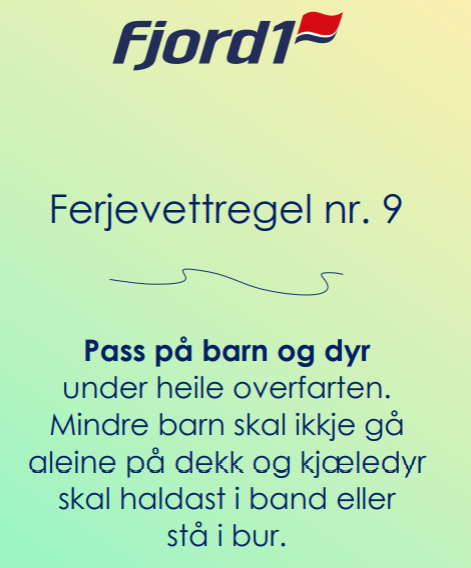 Fjord1
Ferjevettregel nr. 9
Pass på barn og dyr
under heile overfarten.
Mindre barn skal ikkje gå
aleine på dekk og kjæledyr
skal haldast i band eller
stå i bur.